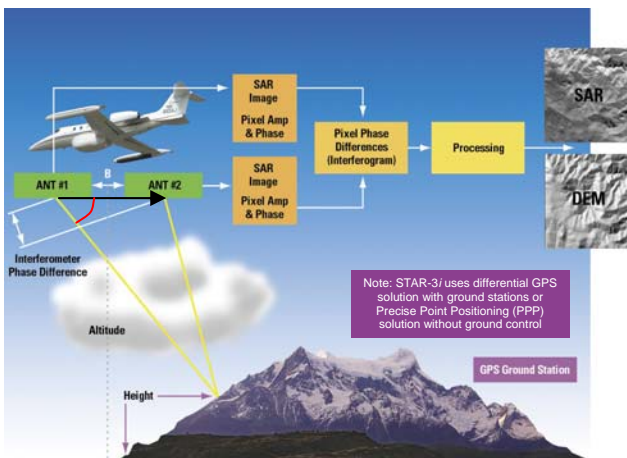 SAR
Image
Pixel Amp
& Phase
Pixel Phase
Differences
(Interferogram)
Processing
SAR
ANT #1
B
ANT #2
SAR
Image
Pixel Amp
& Phase
DEM
Interferometer
Phase Difference
Note: STAR-3i uses differential GPS
solution with ground stations or
Precise Point Positioning (PPP)
solution without ground control
Altitude
GPS Ground Station
Height